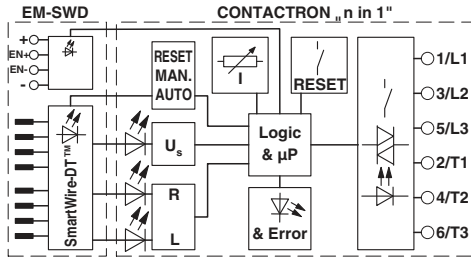 EM-SWD
CONTACTRON „n in 1"
+
EN+
EN-
-
RESET
MAN.
AUTO
I
RESET
SmartWire-DT™
Us
R
L
Logic
& µP
& Error
1/L1
3/L2
5/L3
2/T1
4/T2
6/T3